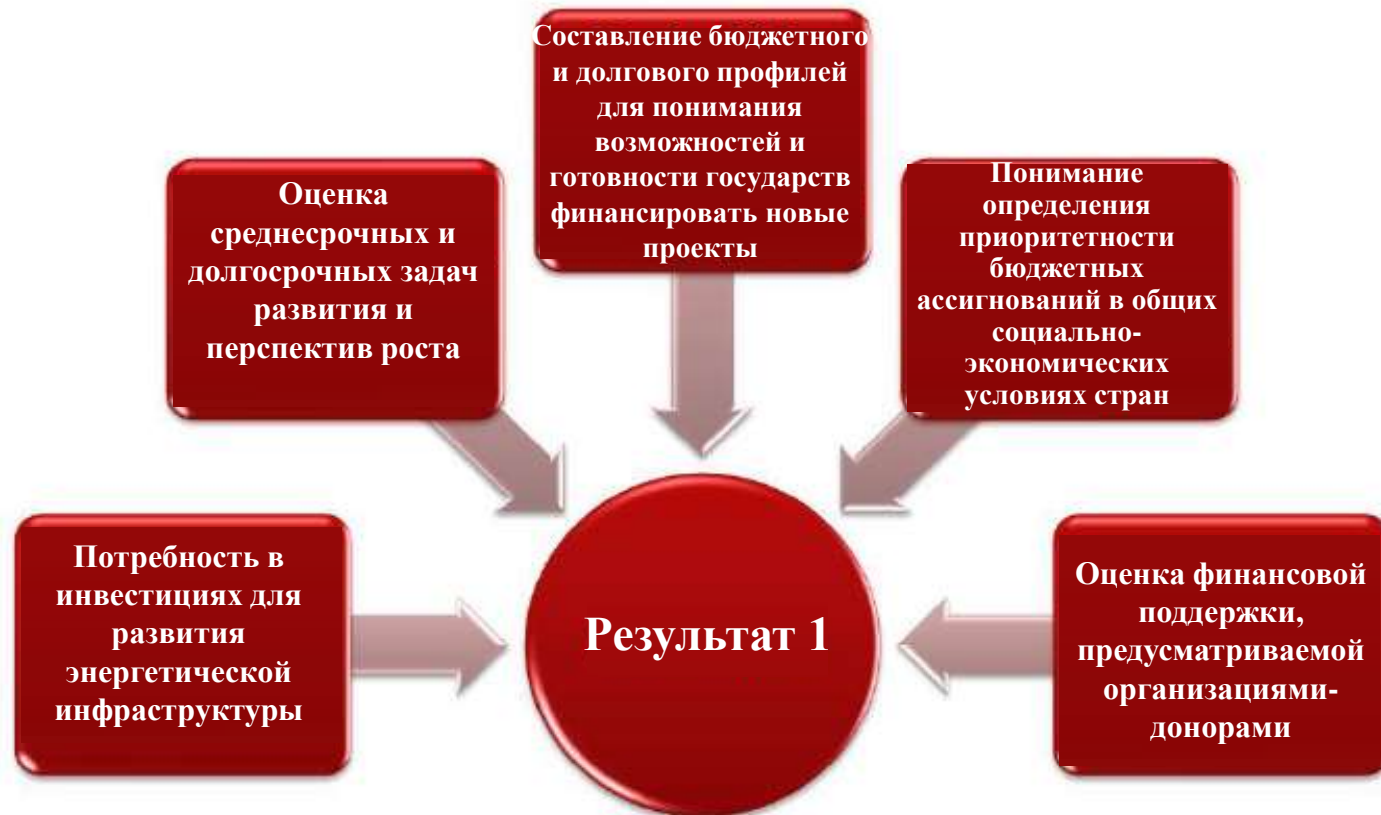 Составление бюджетного
и долгового профилей
для понимания
возможностей и
готовности государств
финансировать новые
проекты
Оценка
среднесрочных и
долгосрочных задач
развития и
перспектив роста
Понимание
определения
приоритетности
бюджетных
ассигнований в общих
социально-
экономических
условиях стран
Потребность в
инвестициях для
развития
энергетической
инфраструктуры
Результат 1
Оценка финансовой
поддержки,
предусматриваемой
организациями-
донорами